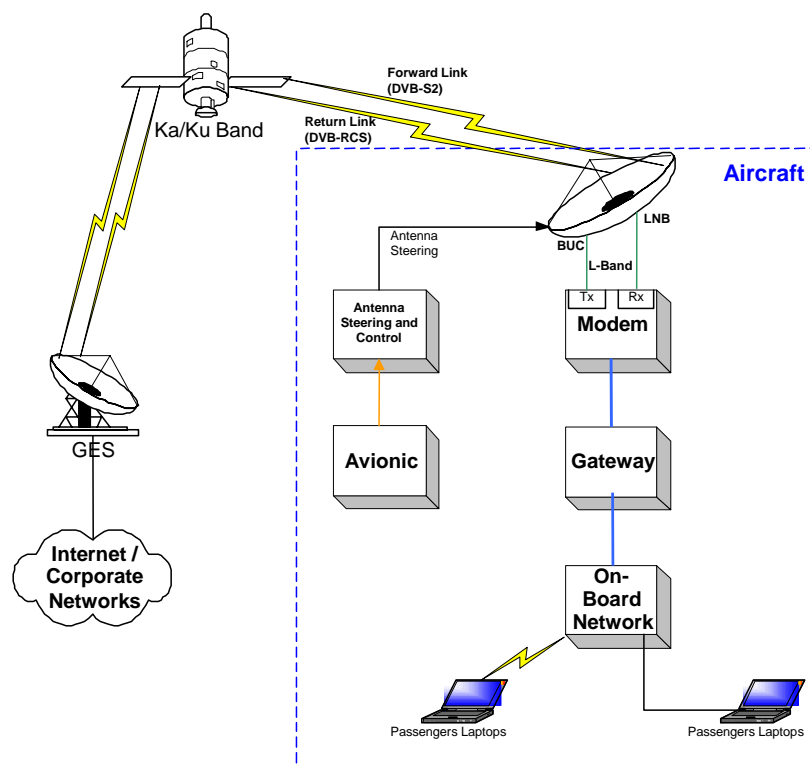 Forward Link
(DVB-S2)
Ka/Ku Band
Return Link
(DVB-RCS)
Aircraft
LNB
Antenna
Steering
BUC
L-Band
Tx
Rx
Antenna
Steering and
Control
Modem
GES
Avionic
Gateway
Internet /
Corporate
Networks
On-
Board
Network
Passengers Laptops
Passengers Laptops